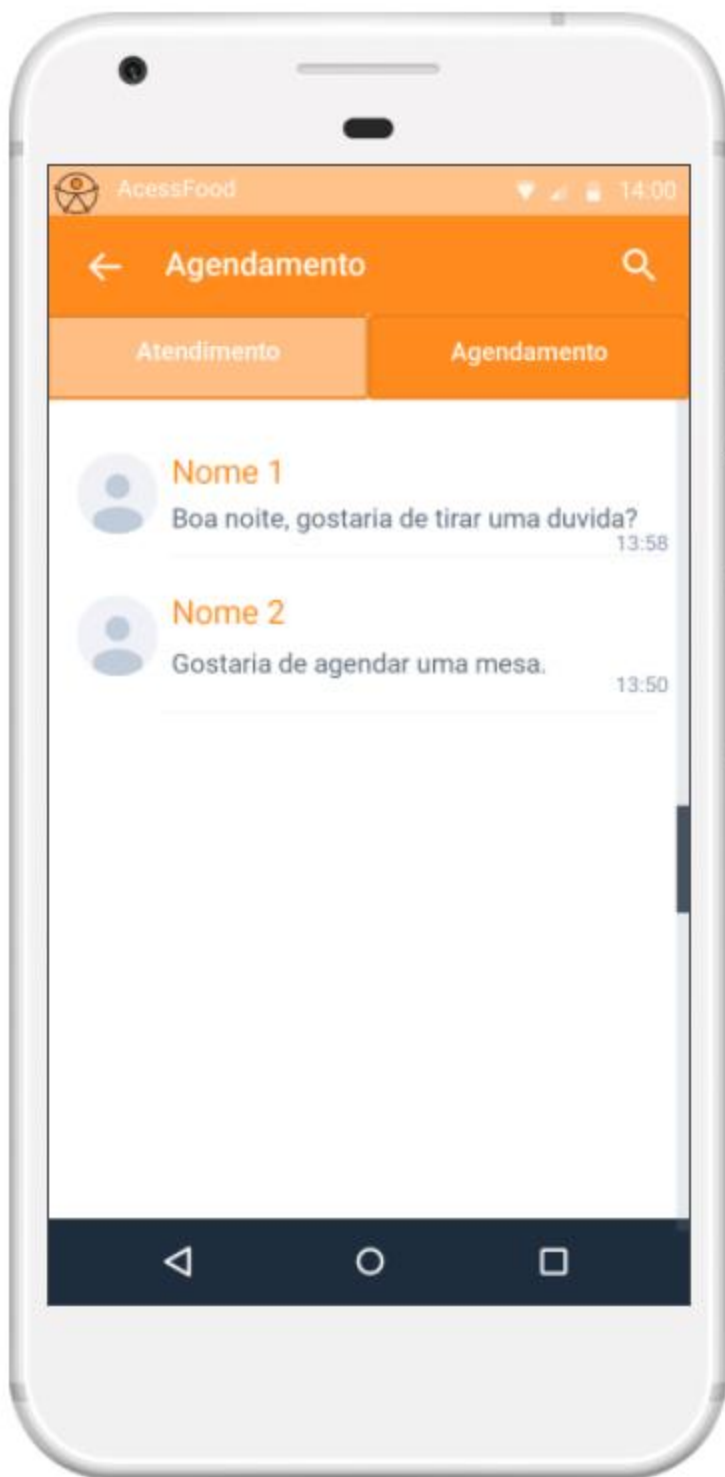 AcessFood 14:00
Agendamento
Atendimento Agendamento
Nome 1
Boa noite, gostaria de tirar uma duvida?
13:58
Nome 2
Gostaria de agendar uma mesa.
13:50